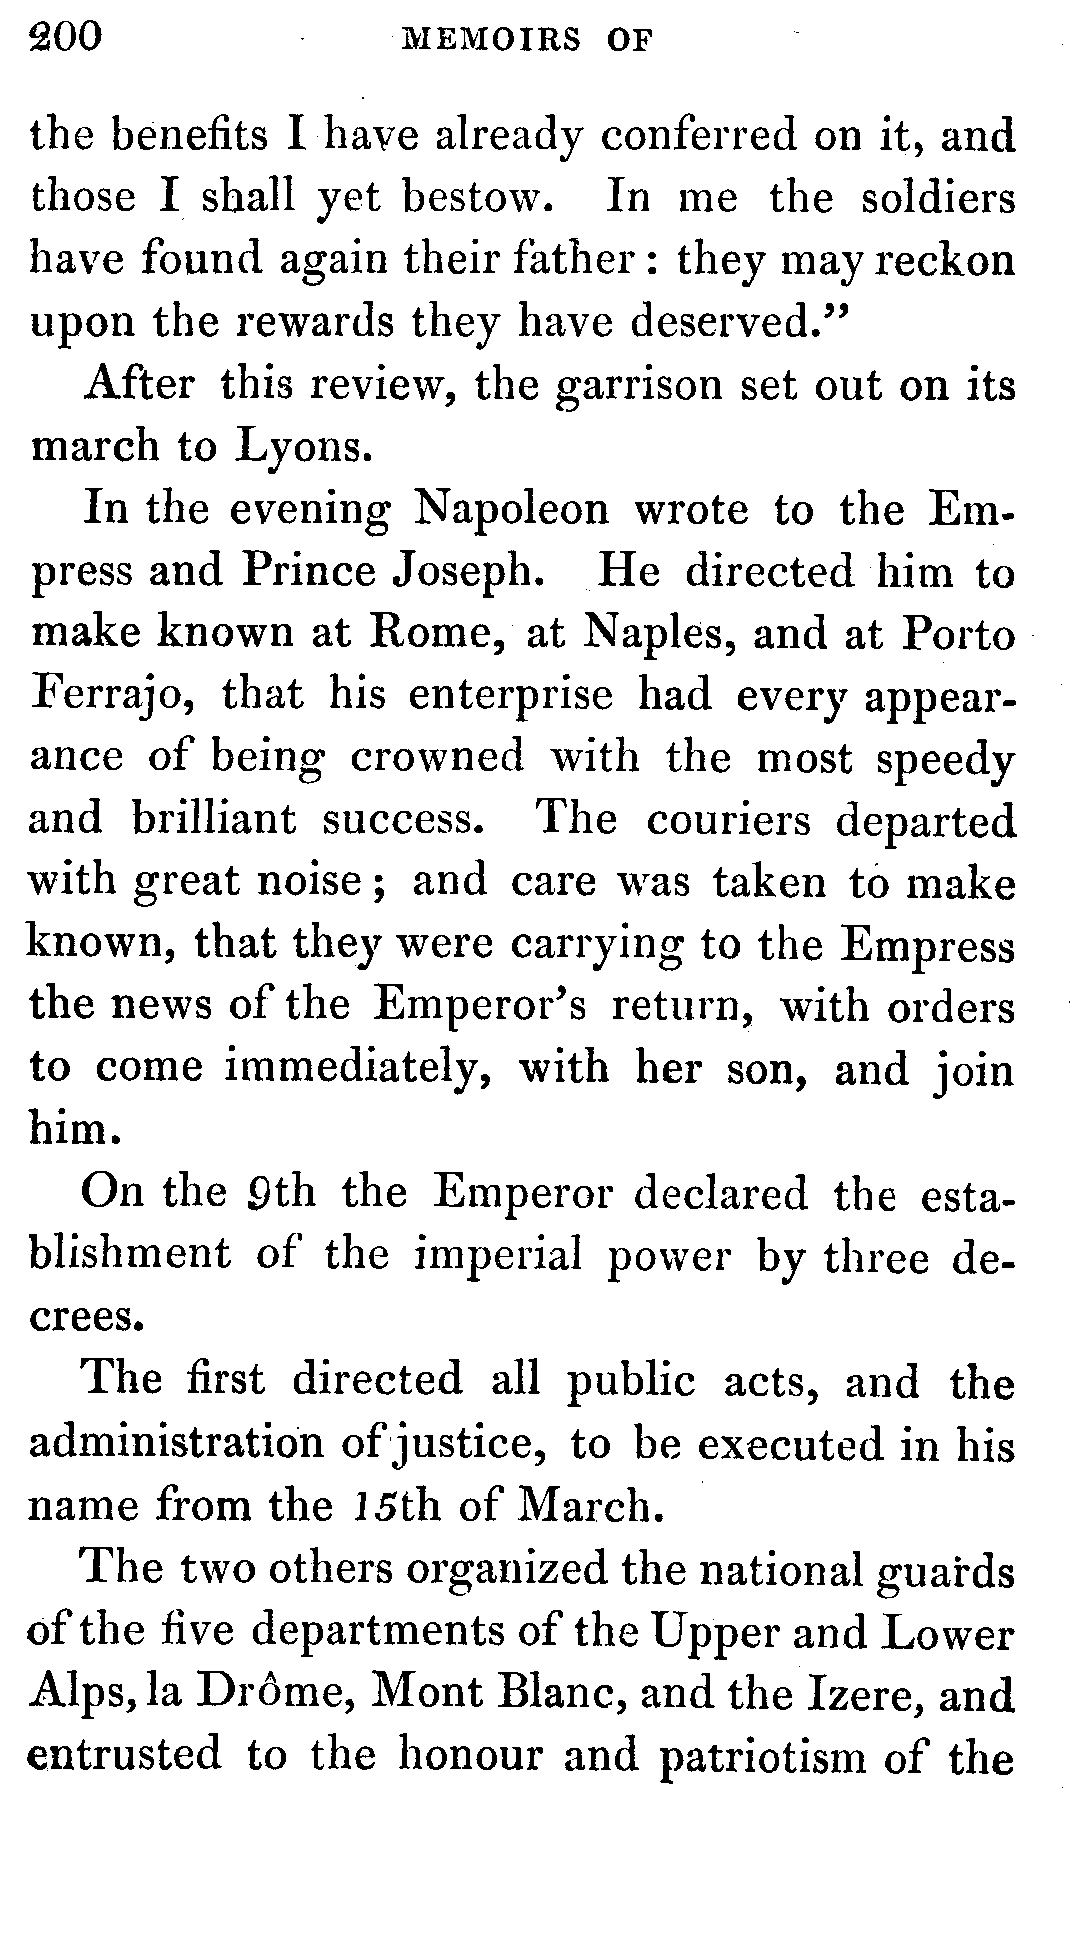 200 MEMOIRS OF
the benefits I have already conferred on it, and
those I shall yet bestow. In me the soldiers
have found again their father : they may reckon
upon the rewards they have deserved.”
After this review, the garrison set out on its
march to Lyons.
In the evening Napoleon wrote to the Em-
press and Prince Joseph. He directed him to
make known at Rome, at Naples, and at Porto
Ferrajo, that his enterprise had every appear-
ance of being crowned with the most speedy
and brilliant success. The couriers departed
with great noise ; and care was taken to make
known, that they were carrying to the Empress
the news of the Emperor’s return, with orders
to come immediately, with her son, and join
him.
On the 9th the Emperor declared the esta-
blishment of the imperial power by three de-
crees.
The first directed all public acts, and the
administration of justice, to be executed in his
name from the 15th of March.
The two others organized the national guards
of the five departments of the Upper and Lower
Alps, la Drôme, Mont Blanc, and the Izere, and
entrusted to the honour and patriotism of the